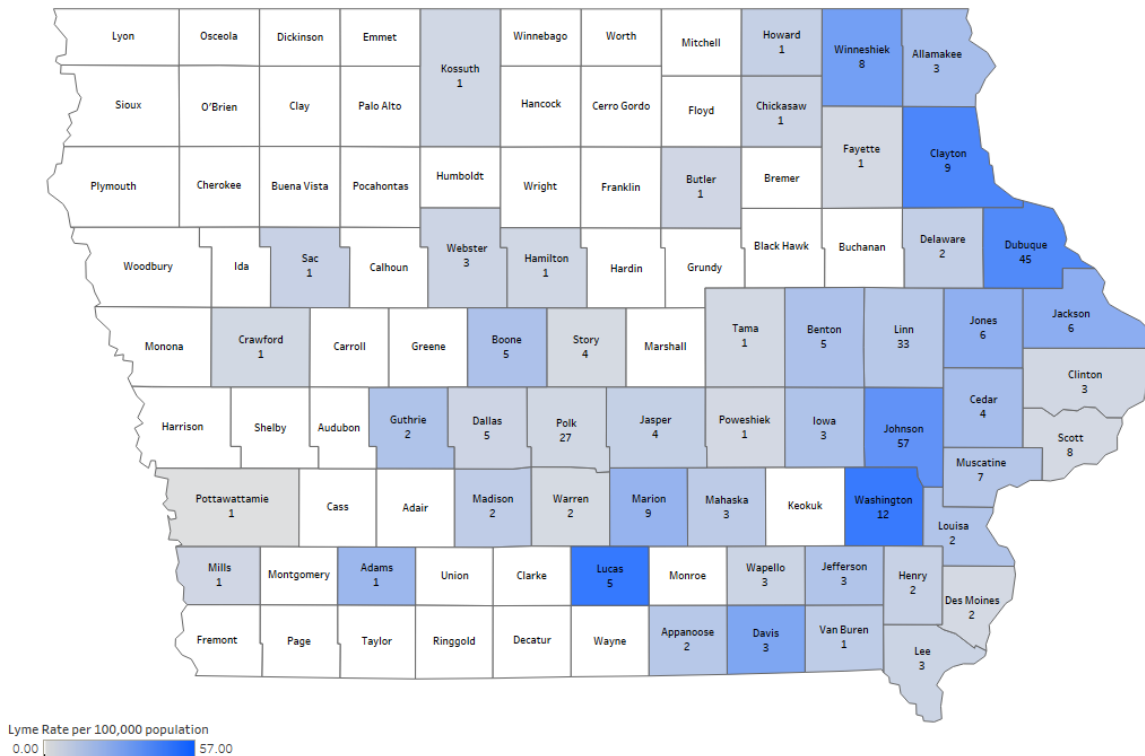 Lyon
Osceola
Dickinson
Emmet
Kossuth
1
Winnebago
Worth
Mitchell
Howard
1
Winneshiek
8
Allamakee
3
Sioux
O'Brien
Clay
Palo Alto
Hancock
Cerro Gordo
Floyd
Chickasaw
1
Fayette
1
Clayton
9
Plymouth
Cherokee
Buena Vista
Pocahontas
Humboldt
Wright
Franklin
Butler
1
Bremer
Woodbury
Ida
Sac
1
Calhoun
Webster
3
Hamilton
1
Hardin
Grundy
Black Hawk
Buchanan
Delaware
2
Dubuque
45
Monona
Crawford
1
Carroll
Greene
Boone
5
Story
4
Marshall
Tama
1
Benton
5
Linn
33
Jones
6
Jackson
6
Clinton
3
Harrison
Shelby
Audubon
Guthrie
2
Dallas
5
Polk
27
Jasper
4
Poweshiek
1
Iowa
3
Johnson
57
Cedar
4
Scott
8
Muscatine
7
Pottawattamie
1
Cass
Adair
Madison
2
Warren
2
Marion
9
Mahaska
3
Keokuk
Washington
12
Louisa
2
Mills
1
Montgomery
Adams
1
Union
Clarke
Lucas
5
Monroe
Wapello
3
Jefferson
3
Henry
2
Des Moines
2
Fremont
Page
Taylor
Ringgold
Decatur
Wayne
Appanoose
2
Davis
3
Van Buren
1
Lee
3
Lyme Rate per 100,000 population
0.00 57.00